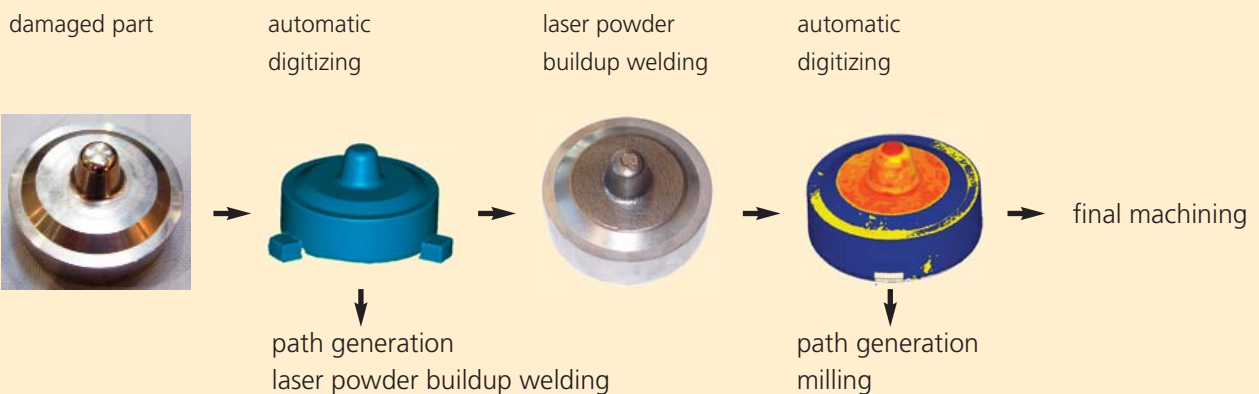 damaged part
automatic
digitizing
laser powder
buildup welding
automatic
digitizing
final machining
path generation
laser powder buildup welding
path generation
milling